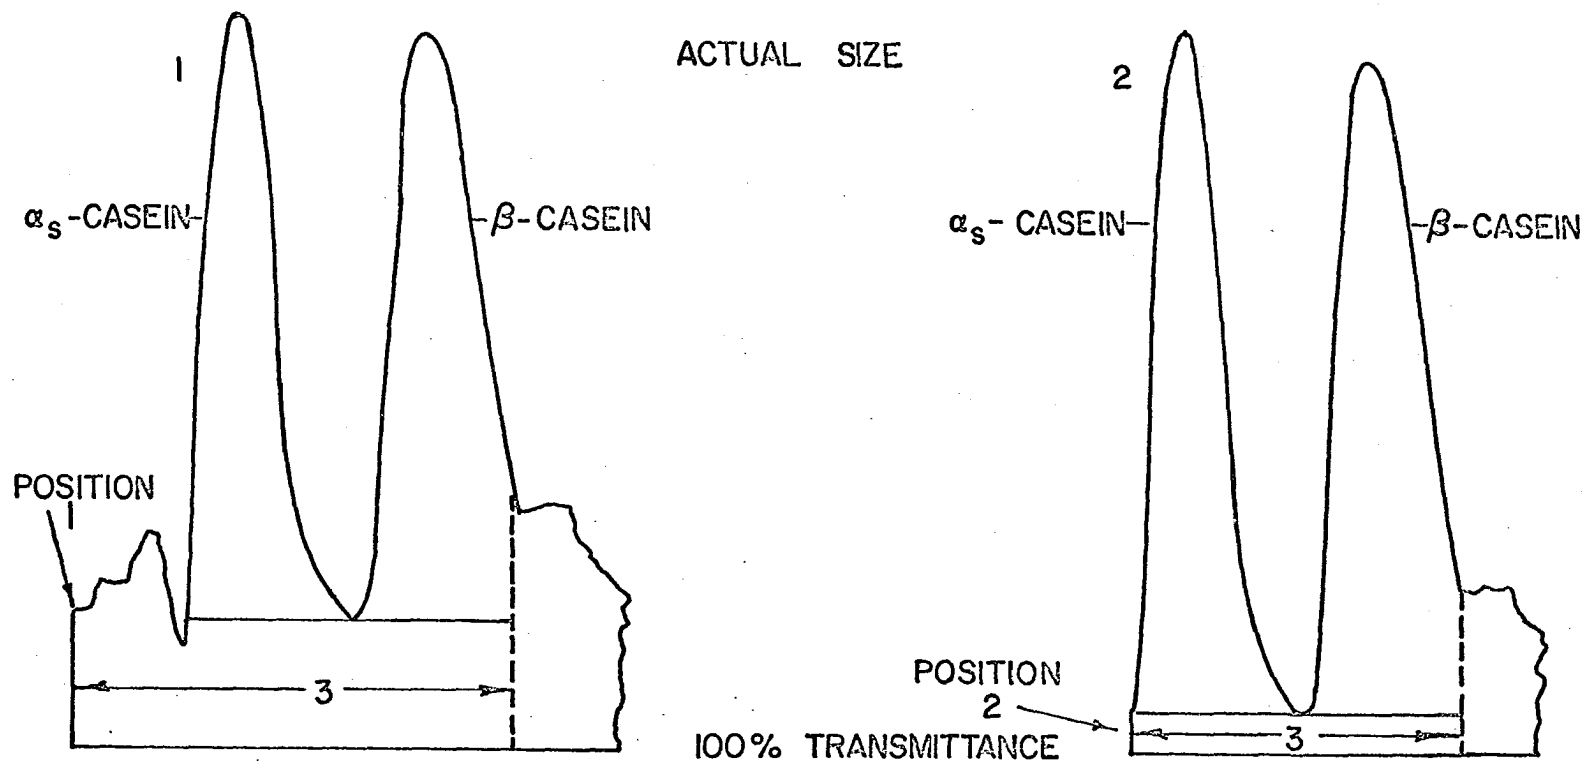 ACTUAL SIZE
1
2
αs-CASEIN
β-CASEIN
αs- CASEIN
β-CASEIN
POSITION
1
3
POSITION
2
3
100% TRANSMITTANCE